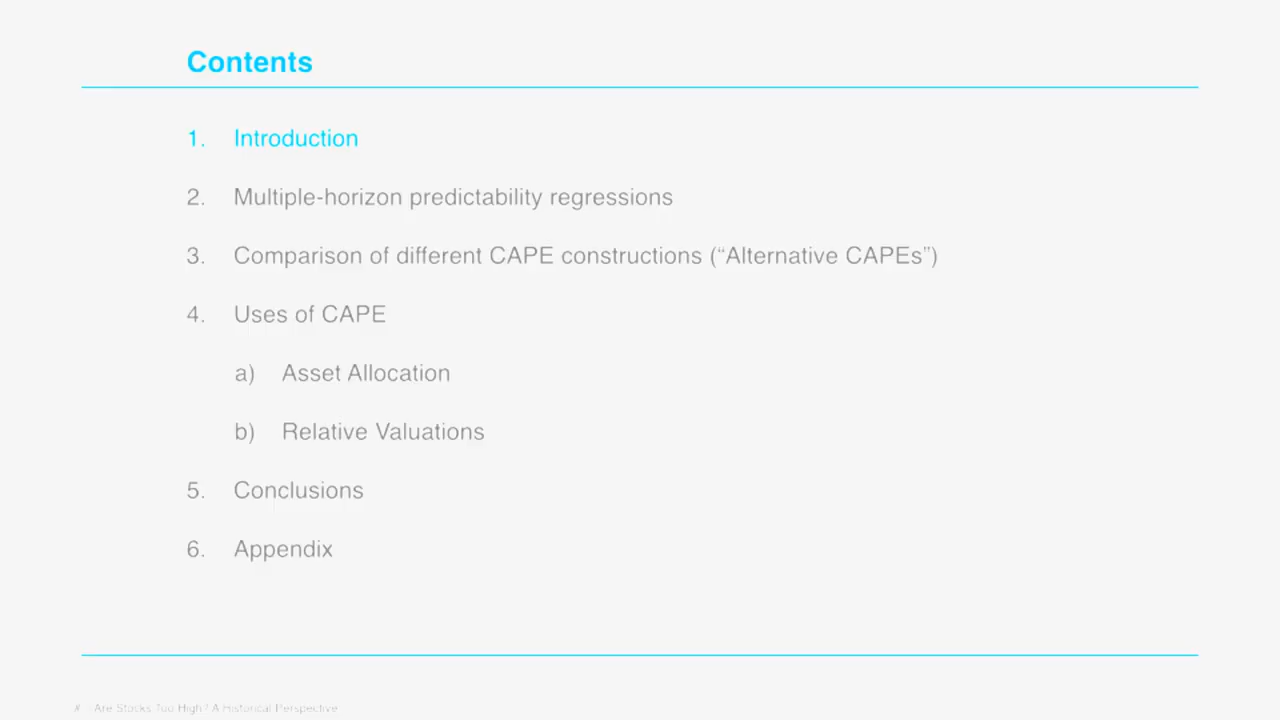 Contents
1. Introduction
2. Multiple-horizon predictability regressions
3. Comparison of different CAPE constructions (“Alternative CAPEs”)
4. Uses of CAPE
a) Asset Allocation
b) Relative Valuations
5. Conclusions
6. Appendix
# Are Stocks Too High? A Historical Perspective